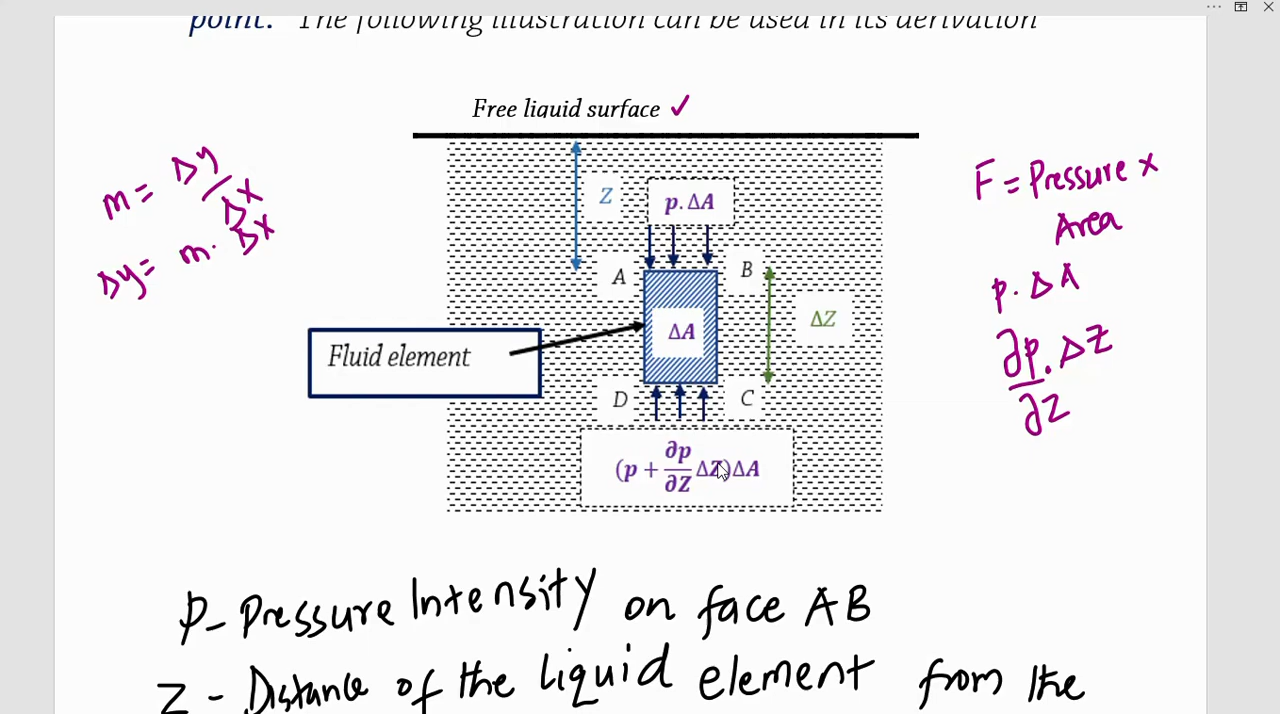 point. The following illustration can be used in its derivation
Free liquid surface ✓
m = Δy/Δx
Δy = m. Δx
Z
p.ΔA
A
B
ΔA
ΔZ
Fluid element
D
C
(p + ∂p/∂Z ΔZ)ΔA
F = Pressure x
Area
p. ΔA
∂p/∂z . ΔZ
P - Pressure Intensity on face AB
Z - Distance of the liquid element from the